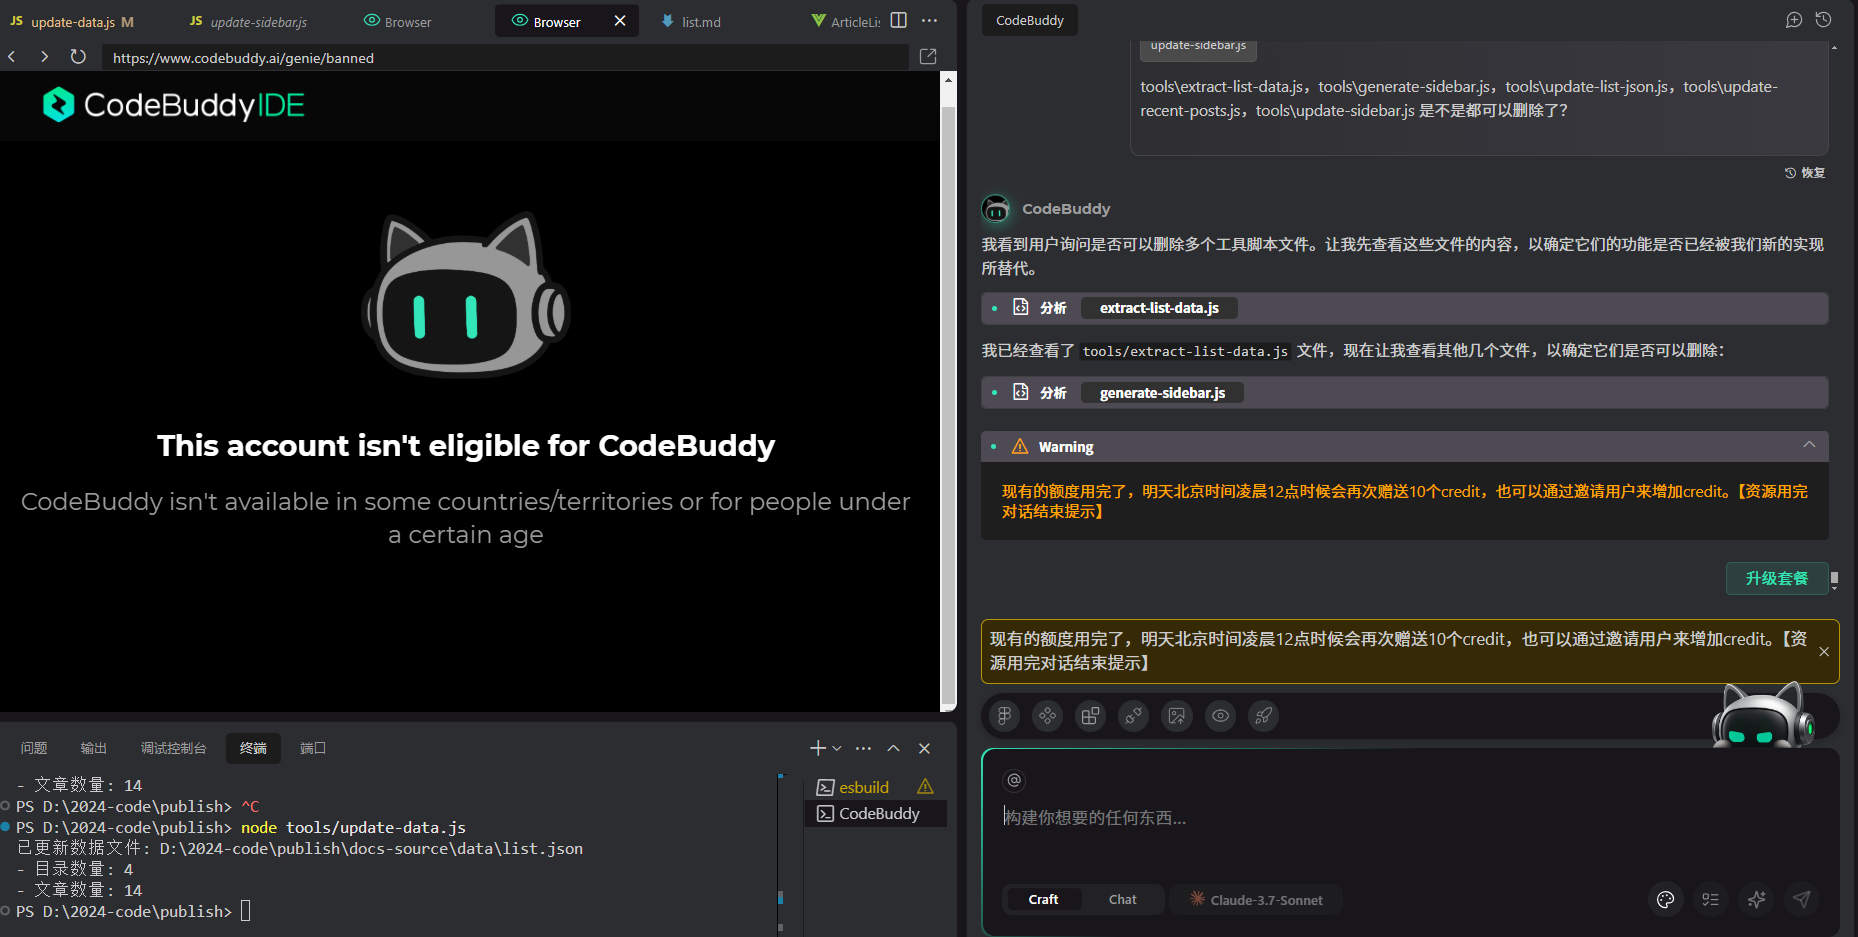 JS update-data.js M
JS update-sidebar.js
Browser
Browser
list.md
ArticleLis
https://www.codebuddy.ai/genie/banned
CodeBuddyIDE
This account isn't eligible for CodeBuddy
CodeBuddy isn't available in some countries/territories or for people under
a certain age
问题
输出
调试控制台
终端
端口
- 文章数量: 14
PS D:\2024-code\publish> ^C
PS D:\2024-code\publish> node tools/update-data.js
已更新数据文件: D:\2024-code\publish\docs-source\data\list.json
- 目录数量: 4
- 文章数量: 14
PS D:\2024-code\publish>
esbuild
CodeBuddy
CodeBuddy
update-sidebar.js
tools\extract-list-data.js，tools\generate-sidebar.js，tools\update-list-json.js，tools\update-
recent-posts.js，tools\update-sidebar.js 是不是都可以删除了？
恢复
CodeBuddy
我看到用户询问是否可以删除多个工具脚本文件。让我先查看这些文件的内容，以确定它们的功能是否已经被我们新的实现
所替代。
分析 extract-list-data.js
我已经查看了 tools/extract-list-data.js 文件，现在让我查看其他几个文件，以确定它们是否可以删除：
分析 generate-sidebar.js
Warning
现有的额度用完了，明天北京时间凌晨12点时候会再次赠送10个credit，也可以通过邀请用户来增加credit。【资源用完
对话结束提示】
升级套餐
现有的额度用完了，明天北京时间凌晨12点时候会再次赠送10个credit，也可以通过邀请用户来增加credit。【资
源用完对话结束提示】
@
构建你想要的任何东西...
Craft
Chat
Claude-3.7-Sonnet